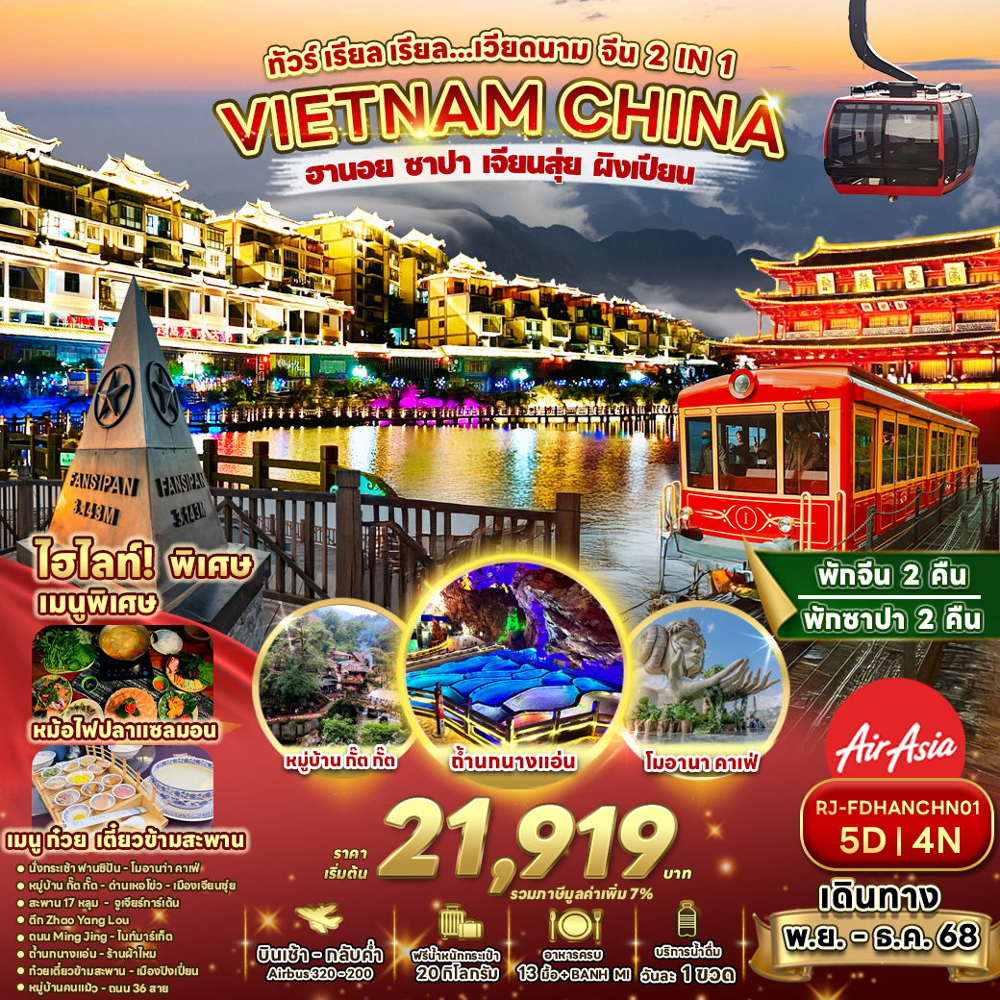 ทัวร์ เรียล เรียล...เวียดนาม จีน 2 IN 1
VIETNAM CHINA
ฮานอย ซาปา เจียนสุ่ย ผิงเปียน
FANSIPAN
3.143M
FANSIPAN
3.143M
ไฮไลท์! พิเศษ
เมนูพิเศษ
หม้อไฟปลาแซลมอน
เมนู ก๋วย เตี๋ยวข้ามสะพาน
นั่งกระเช้า ฟานซิปัน - โมอาน่า คาเฟ่
หมู่บ้าน กั๊ต กั๊ต - ด่านเหอโข่ว - เมืองเจียนซุ่ย
สะพาน 17 หลุม - จูเจียร์การ์เด้น
ตึก Zhao Yang Lou
ถนน Ming Jing - ไนท์มาร์เก็ต
ถ้ำนกนางแอ่น - ร้านผ้าไหม
ก๋วยเตี๋ยวข้ามสะพาน - เมืองปิงเปี่ยน
หมู่บ้านคนแม้ว - ถนน 36 สาย
หมู่บ้าน กั๊ต กั๊ต
ถ้ำนกนางแอ่น
โมอานา คาเฟ่
พักจีน 2 คืน
พักซาปา 2 คืน
AirAsia
RJ-FDHANCHN01
5D | 4N
เดินทาง
พ.ย. - ธ.ค. 68
ราคา
เริ่มต้น
21,919
บาท
รวมภาษีมูลค่าเพิ่ม 7%
บินเช้า - กลับค่ำ
Airbus 320 - 200
ฟรีน้ำหนักกระเป๋า
20 กิโลกรัม
อาหารครบ
13 มื้อ + BANH MI
บริการน้ำดื่ม
วันละ 1 ขวด